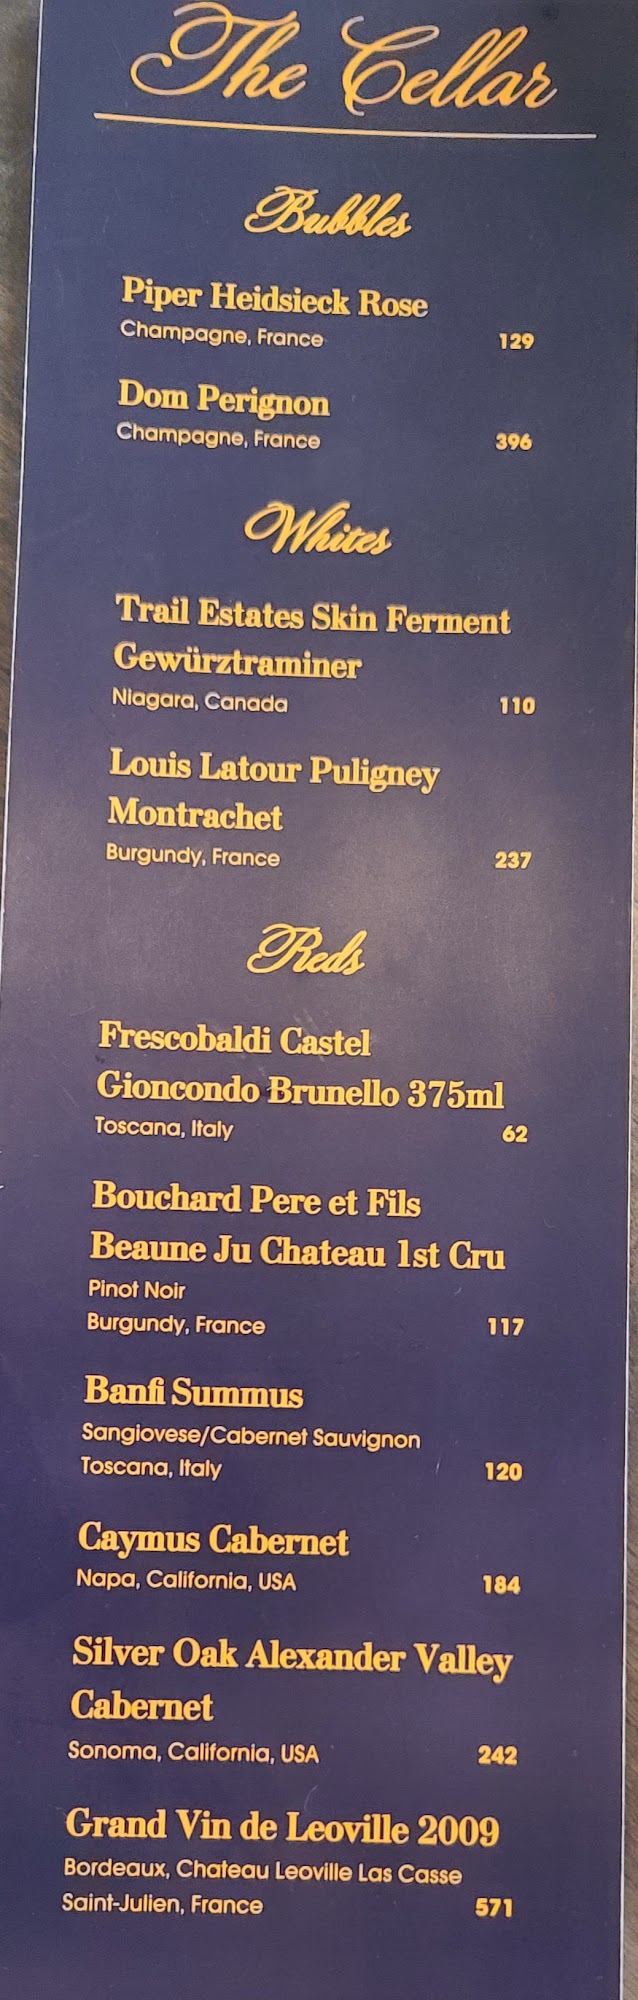 The Cellar
Bubbles
Piper Heidsieck Rose
Champagne, France 129
Dom Perignon
Champagne, France 396
Whites
Trail Estates Skin Ferment
Gewürztraminer
Niagara, Canada 110
Louis Latour Puligney
Montrachet
Burgundy, France 237
Reds
Frescobaldi Castel
Gioncondo Brunello 375ml
Toscana, Italy 62
Bouchard Pere et Fils
Beaune Ju Chateau 1st Cru
Pinot Noir
Burgundy, France 117
Banfi Summus
Sangiovese/Cabernet Sauvignon
Toscana, Italy 120
Caymus Cabernet
Napa, California, USA 184
Silver Oak Alexander Valley
Cabernet
Sonoma, California, USA 242
Grand Vin de Leoville 2009
Bordeaux, Chateau Leoville Las Casse
Saint-Julien, France 571